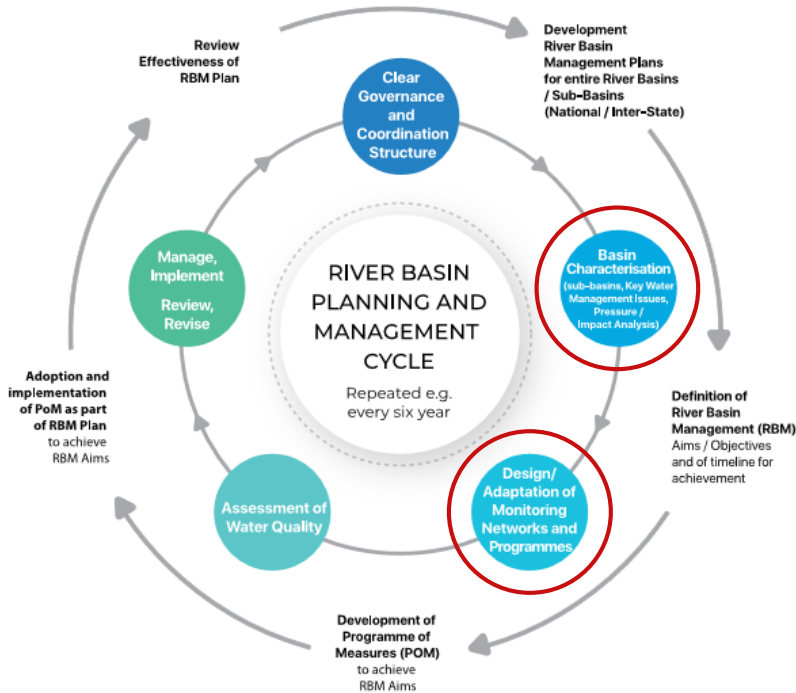 Review
Effectiveness of
RBM Plan
Development
River Basin
Management Plans
for entire River Basins
/ Sub-Basins
(National / Inter-State)
Clear
Governance
and
Coordination
Structure
Manage,
Implement
Review,
Revise
RIVER BASIN
PLANNING AND
MANAGEMENT
CYCLE
Repeated e.g.
every six year
Basin
Characterisation
(sub-basins, Key Water
Management Issues,
Pressure /
Impact Analysis)
Adoption and
implementation
of PoM as part
of RBM Plan
to achieve
RBM Aims
Definition of
River Basin
Management (RBM)
Aims / Objectives
and of timeline for
achievement
Assessment of
Water Quality
Design/
Adaptation of
Monitoring
Networks and
Programmes
Development of
Programme of
Measures (POM)
to achieve
RBM Aims